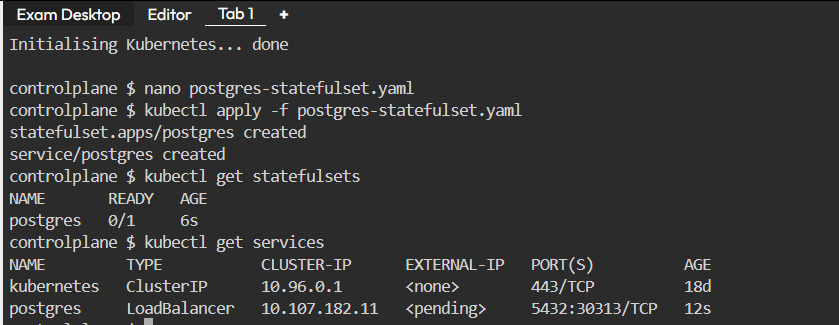 Exam Desktop Editor Tab 1 +
Initialising Kubernetes... done
controlplane $ nano postgres-statefulset.yaml
controlplane $ kubectl apply -f postgres-statefulset.yaml
statefulset.apps/postgres created
service/postgres created
controlplane $ kubectl get statefulsets
NAME READY AGE
postgres 0/1 6s
controlplane $ kubectl get services
NAME TYPE CLUSTER-IP EXTERNAL-IP PORT(S) AGE
kubernetes ClusterIP 10.96.0.1 <none> 443/TCP 18d
postgres LoadBalancer 10.107.182.11 <pending> 5432:30313/TCP 12s